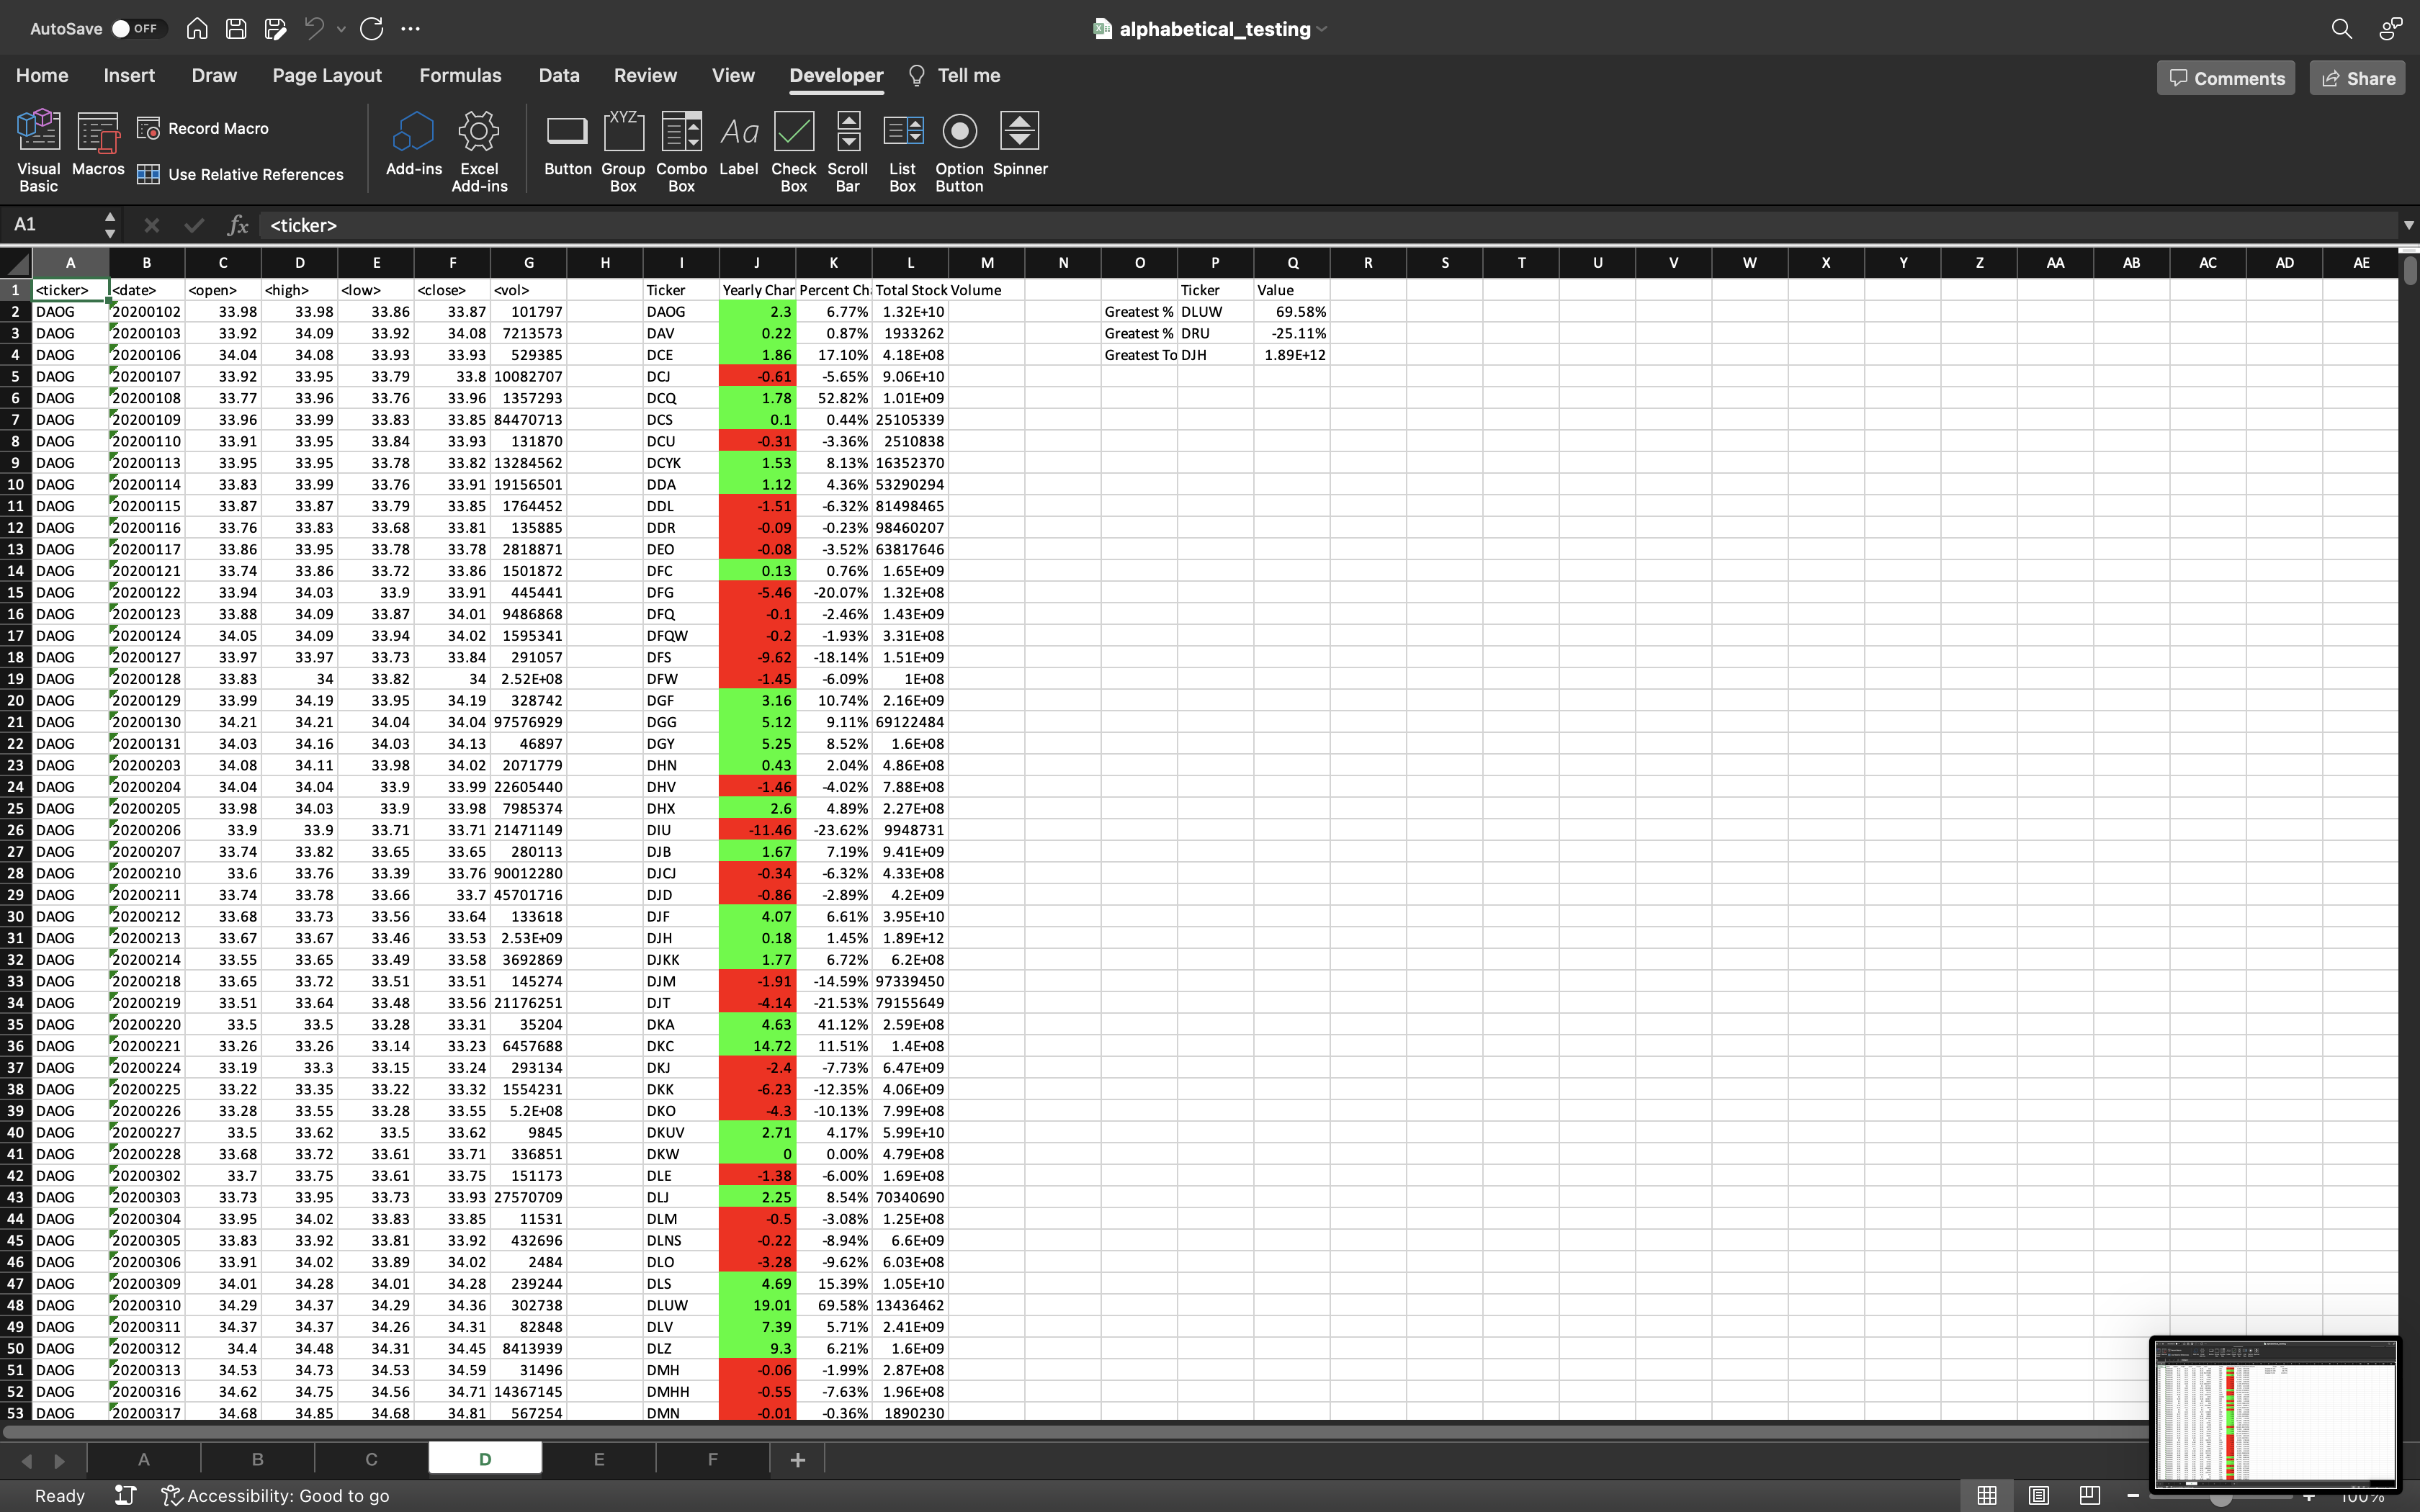 AutoSave OFF alphabetical_testing
Home Insert Draw Page Layout Formulas Data Review View Developer Tell me Comments Share
Record Macro
Visual Basic Macros Use Relative References Add-ins Excel Add-ins Button Group Box Combo Box Label Check Box Scroll Bar List Box Option Button Spinner
A1 fx <ticker>
A B C D E F G H I J K L M N O P Q R S T U V W X Y Z AA AB AC AD AE
1 <ticker> <date> <open> <high> <low> <close> <vol> Ticker Yearly Char Percent Ch Total Stock Volume Ticker Value
2 DAOG 20200102 33.98 33.98 33.86 33.87 101797 DAOG 2.3 6.77% 1.32E+10 Greatest % DLUW 69.58%
3 DAOG 20200103 33.92 34.09 33.92 34.08 7213573 DAV 0.22 0.87% 1933262 Greatest % DRU -25.11%
4 DAOG 20200106 34.04 34.08 33.93 33.93 529385 DCE 1.86 17.10% 4.18E+08 Greatest To DJH 1.89E+12
5 DAOG 20200107 33.92 33.95 33.79 33.8 10082707 DCJ -0.61 -5.65% 9.06E+10
6 DAOG 20200108 33.77 33.96 33.76 33.96 1357293 DCQ 1.78 52.82% 1.01E+09
7 DAOG 20200109 33.96 33.99 33.83 33.85 84470713 DCS 0.1 0.44% 25105339
8 DAOG 20200110 33.91 33.95 33.84 33.93 131870 DCU -0.31 -3.36% 2510838
9 DAOG 20200113 33.95 33.95 33.78 33.82 13284562 DCYK 1.53 8.13% 16352370
10 DAOG 20200114 33.83 33.99 33.76 33.91 19156501 DDA 1.12 4.36% 53290294
11 DAOG 20200115 33.87 33.87 33.79 33.85 1764452 DDL -1.51 -6.32% 81498465
12 DAOG 20200116 33.76 33.83 33.68 33.81 135885 DDR -0.09 -0.23% 98460207
13 DAOG 20200117 33.86 33.95 33.78 33.78 2818871 DEO -0.08 -3.52% 63817646
14 DAOG 20200121 33.74 33.86 33.72 33.86 1501872 DFC 0.13 0.76% 1.65E+09
15 DAOG 20200122 33.94 34.03 33.9 33.91 445441 DFG -5.46 -20.07% 1.32E+08
16 DAOG 20200123 33.88 34.09 33.87 34.01 9486868 DFQ -0.1 -2.46% 1.43E+09
17 DAOG 20200124 34.05 34.09 33.94 34.02 1595341 DFQW -0.2 -1.93% 3.31E+08
18 DAOG 20200127 33.97 33.97 33.73 33.84 291057 DFS -9.62 -18.14% 1.51E+09
19 DAOG 20200128 33.83 34 33.82 34 2.52E+08 DFW -1.45 -6.09% 1E+08
20 DAOG 20200129 33.99 34.19 33.95 34.19 328742 DGF 3.16 10.74% 2.16E+09
21 DAOG 20200130 34.21 34.21 34.04 34.04 97576929 DGG 5.12 9.11% 69122484
22 DAOG 20200131 34.03 34.16 34.03 34.13 46897 DGY 5.25 8.52% 1.6E+08
23 DAOG 20200203 34.08 34.11 33.98 34.02 2071779 DHN 0.43 2.04% 4.86E+08
24 DAOG 20200204 34.04 34.04 33.9 33.99 22605440 DHV -1.46 -4.02% 7.88E+08
25 DAOG 20200205 33.98 34.03 33.9 33.98 7985374 DHX 2.6 4.89% 2.27E+08
26 DAOG 20200206 33.9 33.9 33.71 33.71 21471149 DIU -11.46 -23.62% 9948731
27 DAOG 20200207 33.74 33.82 33.65 33.65 280113 DJB 1.67 7.19% 9.41E+09
28 DAOG 20200210 33.6 33.76 33.39 33.76 90012280 DJCJ -0.34 -6.32% 4.33E+08
29 DAOG 20200211 33.74 33.78 33.66 33.7 45701716 DJD -0.86 -2.89% 4.2E+09
30 DAOG 20200212 33.68 33.73 33.56 33.64 133618 DJF 4.07 6.61% 3.95E+10
31 DAOG 20200213 33.67 33.67 33.46 33.53 2.53E+09 DJH 0.18 1.45% 1.89E+12
32 DAOG 20200214 33.55 33.65 33.49 33.58 3692869 DJKK 1.77 6.72% 6.2E+08
33 DAOG 20200218 33.65 33.72 33.51 33.51 145274 DJM -1.91 -14.59% 97339450
34 DAOG 20200219 33.51 33.64 33.48 33.56 21176251 DJT -4.14 -21.53% 79155649
35 DAOG 20200220 33.5 33.5 33.28 33.31 35204 DKA 4.63 41.12% 2.59E+08
36 DAOG 20200221 33.26 33.26 33.14 33.23 6457688 DKC 14.72 11.51% 1.4E+08
37 DAOG 20200224 33.19 33.3 33.15 33.24 293134 DKJ -2.4 -7.73% 6.47E+09
38 DAOG 20200225 33.22 33.35 33.22 33.32 1554231 DKK -6.23 -12.35% 4.06E+09
39 DAOG 20200226 33.28 33.55 33.28 33.55 5.2E+08 DKO -4.3 -10.13% 7.99E+08
40 DAOG 20200227 33.5 33.62 33.5 33.62 9845 DKUV 2.71 4.17% 5.99E+10
41 DAOG 20200228 33.68 33.72 33.61 33.71 336851 DKW 0 0.00% 4.79E+08
42 DAOG 20200302 33.7 33.75 33.61 33.75 151173 DLE -1.38 -6.00% 1.69E+08
43 DAOG 20200303 33.73 33.95 33.73 33.93 27570709 DLJ 2.25 8.54% 70340690
44 DAOG 20200304 33.95 34.02 33.83 33.85 11531 DLM -0.5 -3.08% 1.25E+08
45 DAOG 20200305 33.83 33.92 33.81 33.92 432696 DLNS -0.22 -8.94% 6.6E+09
46 DAOG 20200306 33.91 34.02 33.89 34.02 2484 DLO -3.28 -9.62% 6.03E+08
47 DAOG 20200309 34.01 34.28 34.01 34.28 239244 DLS 4.69 15.39% 1.05E+10
48 DAOG 20200310 34.29 34.37 34.29 34.36 302738 DLUW 19.01 69.58% 13436462
49 DAOG 20200311 34.37 34.37 34.26 34.31 82848 DLV 7.39 5.71% 2.41E+09
50 DAOG 20200312 34.4 34.48 34.31 34.45 8413939 DLZ 9.3 6.21% 1.6E+09
51 DAOG 20200313 34.53 34.73 34.53 34.59 31496 DMH -0.06 -1.99% 2.87E+08
52 DAOG 20200316 34.62 34.75 34.56 34.71 14367145 DMHH -0.55 -7.63% 1.96E+08
53 DAOG 20200317 34.68 34.85 34.68 34.81 567254 DMN -0.01 -0.36% 1890230
A B C D E F +
Ready Accessibility: Good to go 100%